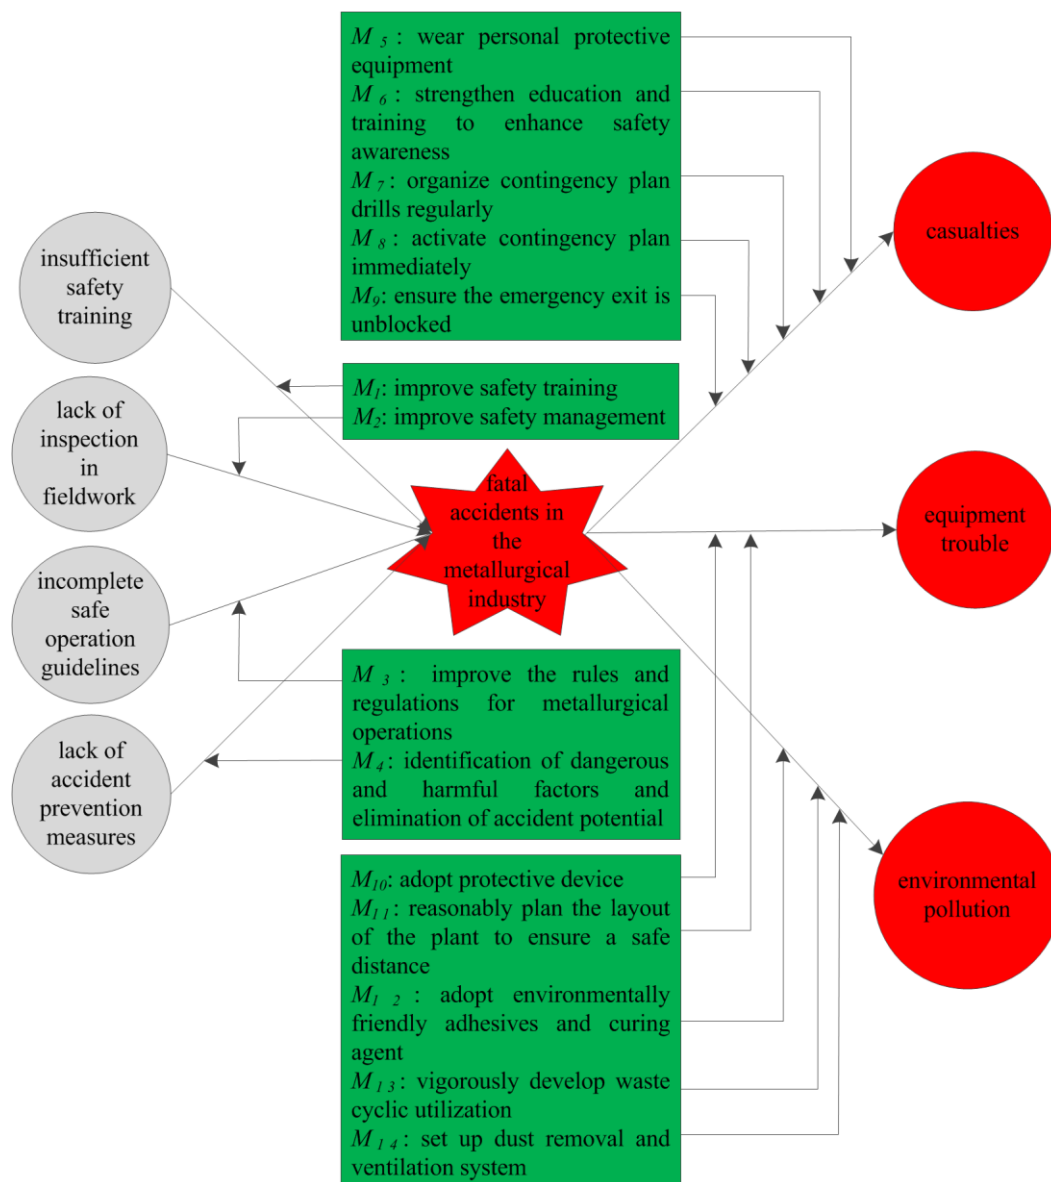 M5: wear personal protective
equipment
M6: strengthen education and
training to enhance safety
awareness
M7: organize contingency plan
drills regularly
M8: activate contingency plan
immediately
M9: ensure the emergency exit is
unblocked
casualties
insufficient
safety
training
M1: improve safety training
M2: improve safety management
lack of
inspection
in
fieldwork
fatal
accidents in
the
metallurgical
industry
equipment
trouble
incomplete
safe
operation
guidelines
M3: improve the rules and
regulations for metallurgical
operations
M4: identification of dangerous
and harmful factors and
elimination of accident potential
lack of
accident
prevention
measures
M10: adopt protective device
M11: reasonably plan the layout
of the plant to ensure a safe
distance
M12: adopt environmentally
friendly adhesives and curing
agent
M13: vigorously develop waste
cyclic utilization
M14: set up dust removal and
ventilation system
environmental
pollution